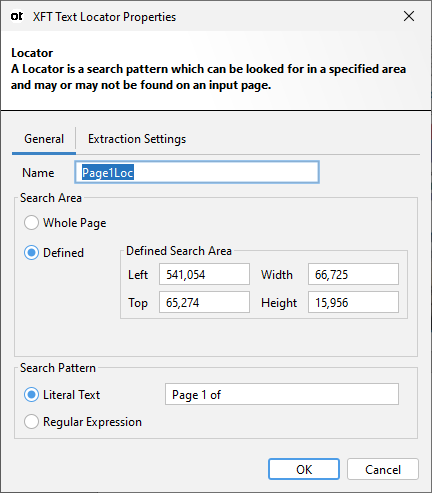 ot XFT Text Locator Properties
Locator
A Locator is a search pattern which can be looked for in a specified area
and may or may not be found on an input page.
General Extraction Settings
Name Page1Loc
Search Area
Whole Page
Defined Defined Search Area
Left 541,054 Width 66,725
Top 65,274 Height 15,956
Search Pattern
Literal Text Page 1 of
Regular Expression
OK Cancel